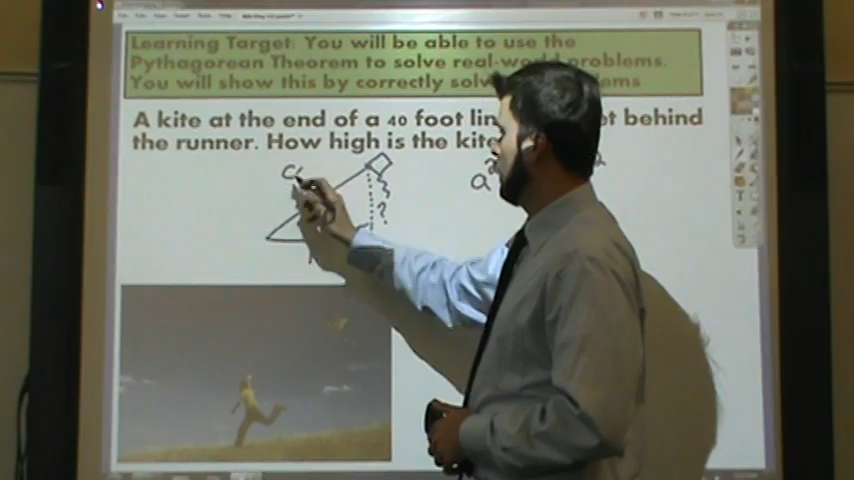 Learning Target: You will be able to use the
Pythagorean Theorem to solve real-world problems.
You will show this by correctly
A kite at the end of a 40 foot behind
the runner. How high is the
?
a